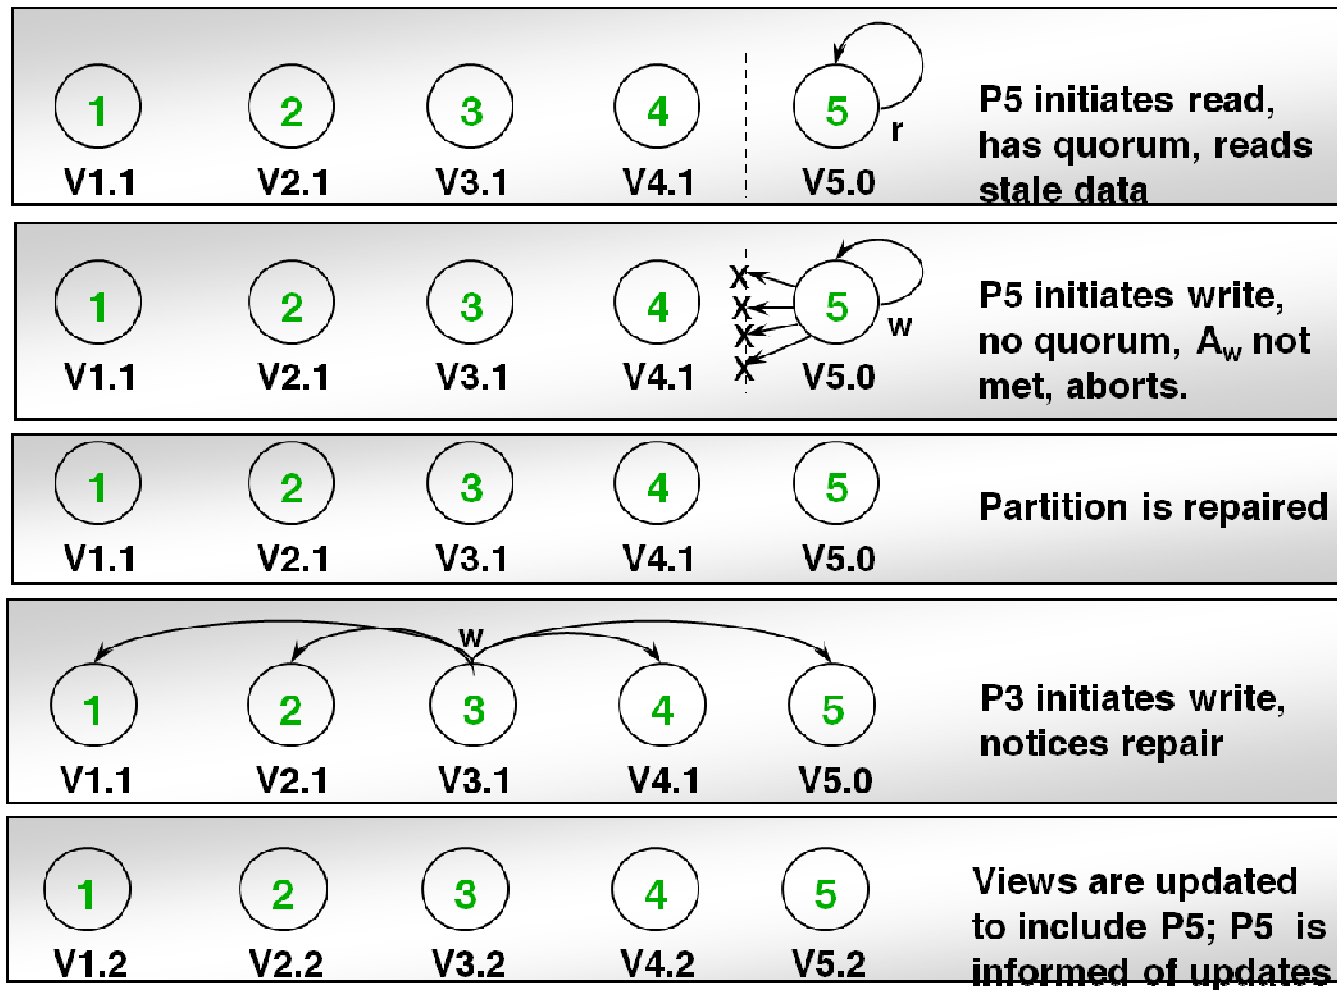 1 2 3 4 5
r
V1.1 V2.1 V3.1 V4.1 V5.0
P5 initiates read,
has quorum, reads
stale data
1 2 3 4 5
X
X
X
X
w
V1.1 V2.1 V3.1 V4.1 V5.0
P5 initiates write,
no quorum, Aw not
met, aborts.
1 2 3 4 5
V1.1 V2.1 V3.1 V4.1 V5.0
Partition is repaired
w
1 2 3 4 5
V1.1 V2.1 V3.1 V4.1 V5.0
P3 initiates write,
notices repair
1 2 3 4 5
V1.2 V2.2 V3.2 V4.2 V5.2
Views are updated
to include P5; P5 is
informed of updates